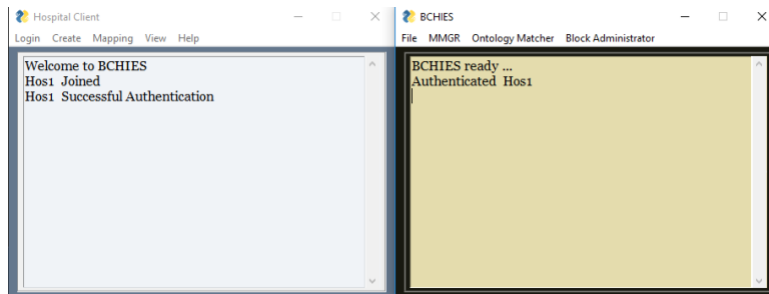 Hospital Client
Login Create Mapping View Help
Welcome to BCHIES
Hos1 Joined
Hos1 Successful Authentication
BCHIES
File MMGR Ontology Matcher Block Administrator
BCHIES ready ...
Authenticated Hos1